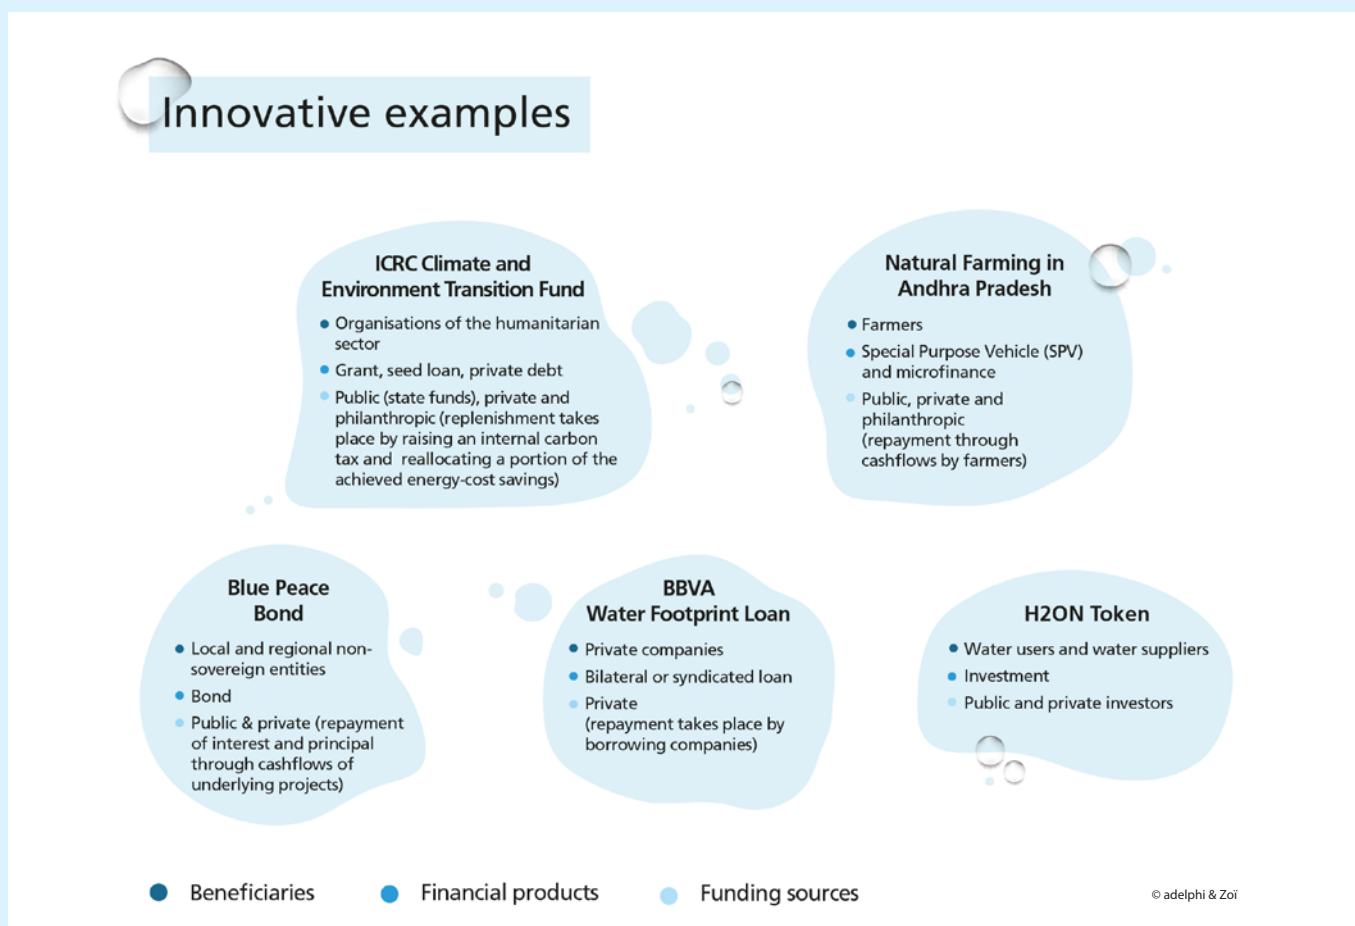 Innovative examples
ICRC Climate and
Environment Transition Fund
Organisations of the humanitarian
sector
Grant, seed loan, private debt
Public (state funds), private and
philanthropic (replenishment takes
place by raising an internal carbon
tax and reallocating a portion of the
achieved energy-cost savings)
Natural Farming in
Andhra Pradesh
Farmers
Special Purpose Vehicle (SPV)
and microfinance
Public, private and
philanthropic
(repayment through
cashflows by farmers)
Blue Peace
Bond
Local and regional non-
sovereign entities
Bond
Public & private (repayment
of interest and principal
through cashflows of
underlying projects)
BBVA
Water Footprint Loan
Private companies
Bilateral or syndicated loan
Private
(repayment takes place by
borrowing companies)
H2ON Token
Water users and water suppliers
Investment
Public and private investors
Beneficiaries
Financial products
Funding sources
© adelphi & Zoï